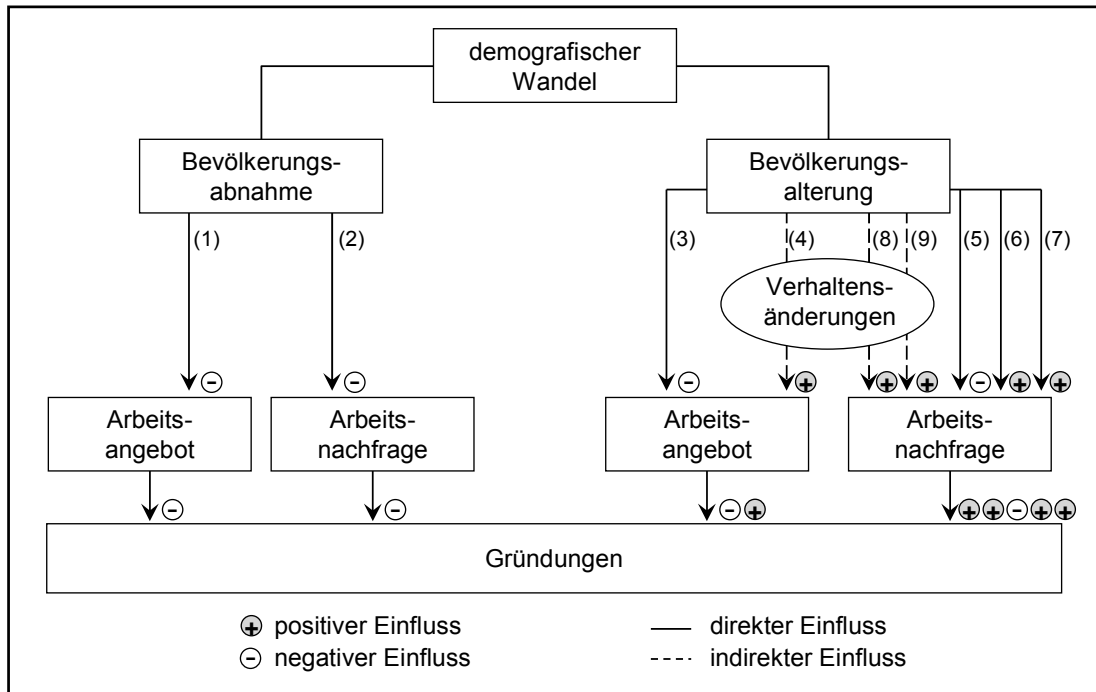 demografischer
Wandel
Bevölkerungs-
abnahme
Bevölkerungs-
alterung
(1)
(2)
(3)
(4)
(8)
(9)
(5)
(6)
(7)
Verhaltens-
änderungen
- - - + + + - + +
Arbeits-
angebot
Arbeits-
nachfrage
Arbeits-
angebot
Arbeits-
nachfrage
- - - + + + - + +
Gründungen
+ positiver Einfluss
- negativer Einfluss
direkter Einfluss
indirekter Einfluss